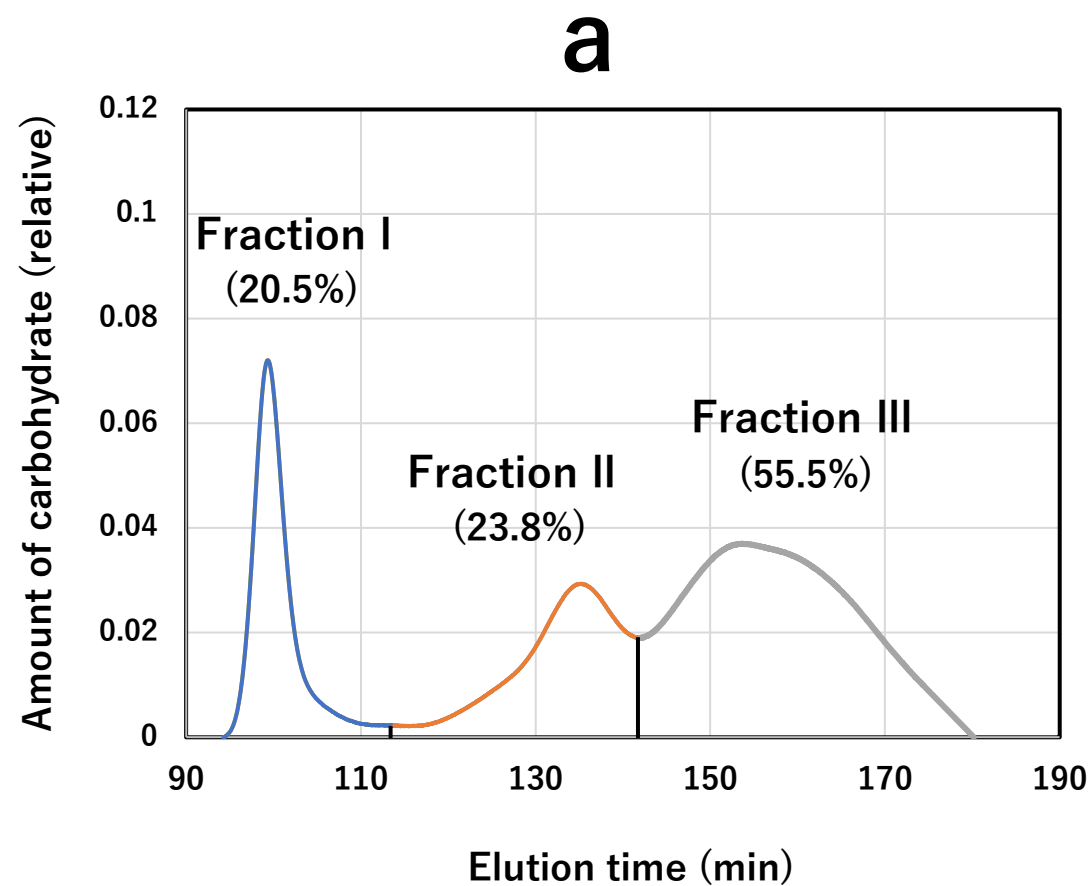 a
Amount of carbohydrate (relative)
0.12
0.1
0.08
0.06
0.04
0.02
0
Fraction I
(20.5%)
Fraction II
(23.8%)
Fraction III
(55.5%)
90 110 130 150 170 190
Elution time (min)